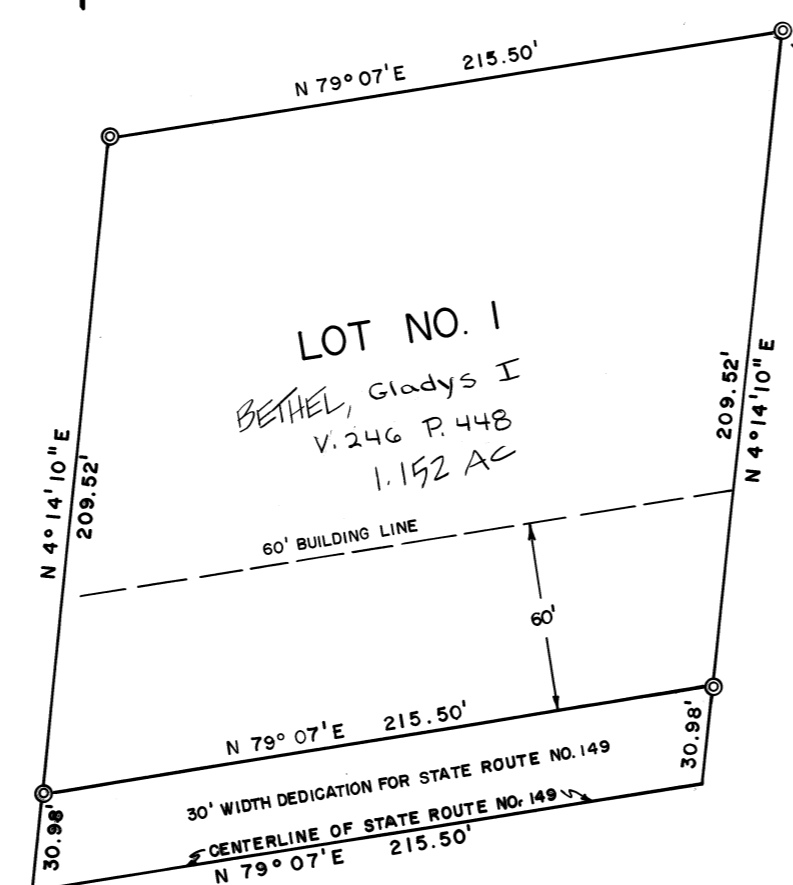 N 79° 07' E 215.50'
LOT NO. 1
BETHEL, Gladys I
V. 246 P. 448
1.152 AC
N 4° 14' 10" E
209.52'
209.52'
N 4° 14' 10" E
60' BUILDING LINE
60'
N 79° 07' E 215.50'
30.98'
30.98'
30' WIDTH DEDICATION FOR STATE ROUTE NO. 149
CENTERLINE OF STATE ROUTE NO. 149
N 79° 07' E 215.50'